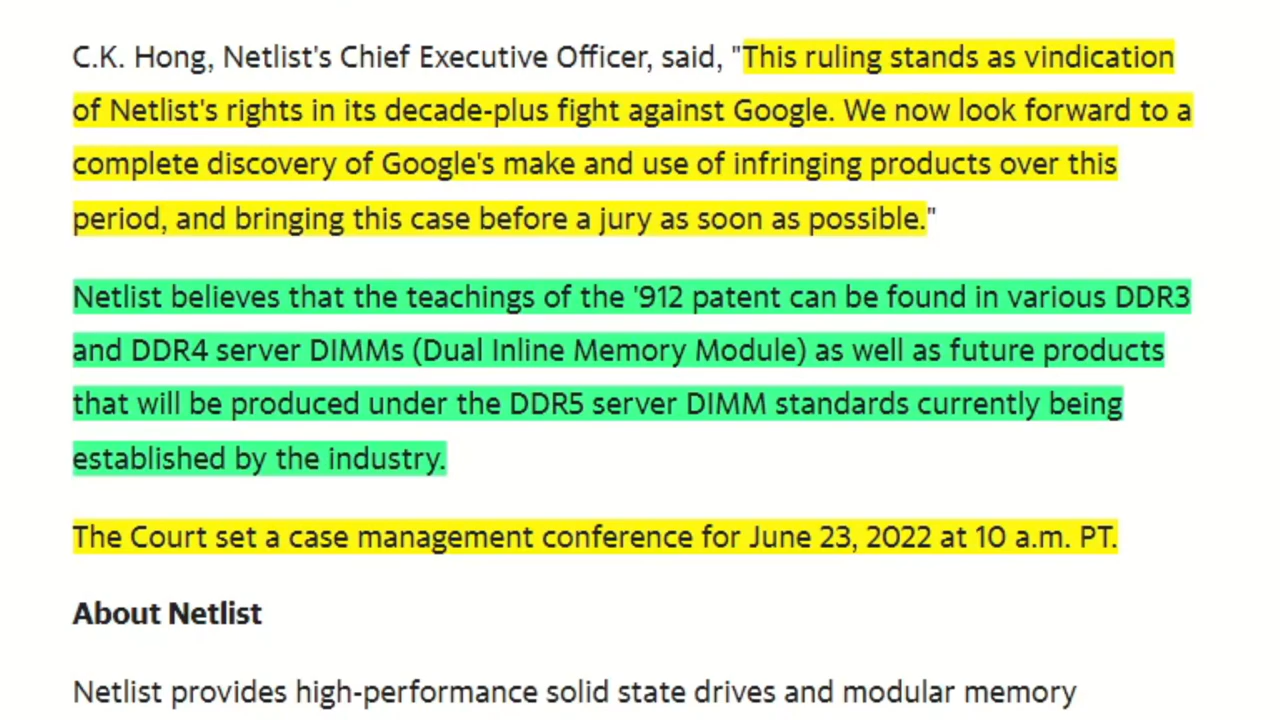 C.K. Hong, Netlist's Chief Executive Officer, said, "This ruling stands as vindication
of Netlist's rights in its decade-plus fight against Google. We now look forward to a
complete discovery of Google's make and use of infringing products over this
period, and bringing this case before a jury as soon as possible."
Netlist believes that the teachings of the '912 patent can be found in various DDR3
and DDR4 server DIMMs (Dual Inline Memory Module) as well as future products
that will be produced under the DDR5 server DIMM standards currently being
established by the industry.
The Court set a case management conference for June 23, 2022 at 10 a.m. PT.
About Netlist
Netlist provides high-performance solid state drives and modular memory